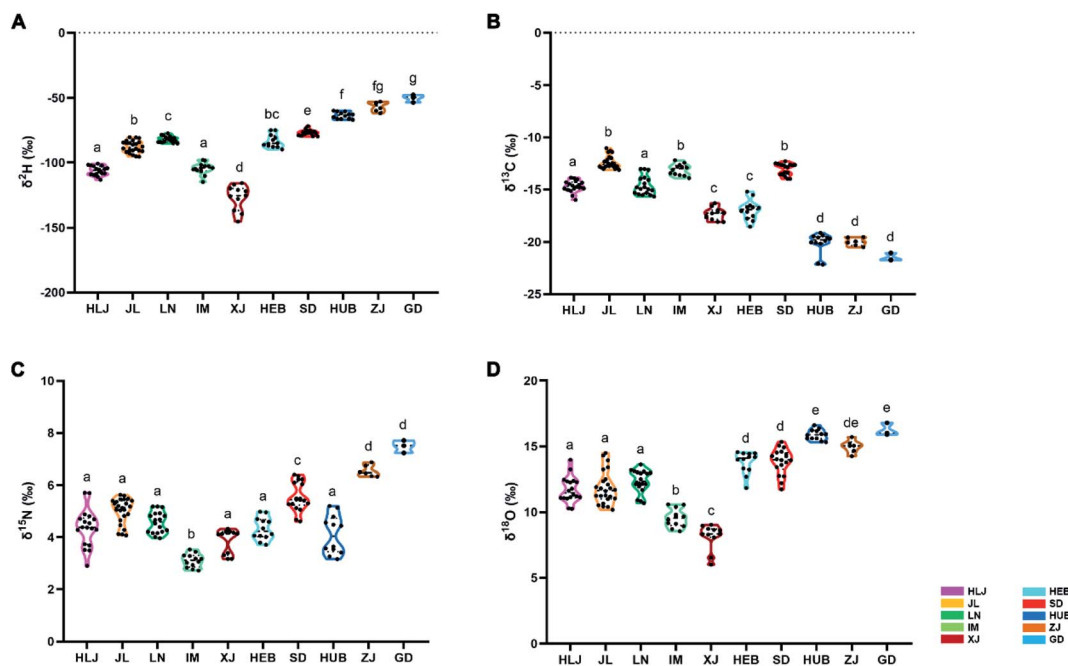 A
δ²H (‰)
0
-50
-100
-150
-200
a b c a d bc e f fg g
HLJ JL LN IM XJ HEB SD HUB ZJ GD
B
δ¹³C (‰)
0
-5
-10
-15
-20
-25
a b a b c c b d d d
HLJ JL LN IM XJ HEB SD HUB ZJ GD
C
δ¹⁵N (‰)
10
8
6
4
2
0
a a a b a a c a d d
HLJ JL LN IM XJ HEB SD HUB ZJ GD
D
δ¹⁸O (‰)
20
15
10
5
0
a a a b c d d e de e
HLJ JL LN IM XJ HEB SD HUB ZJ GD
HLJ HEB
JL SD
LN HUB
IM ZJ
XJ GD